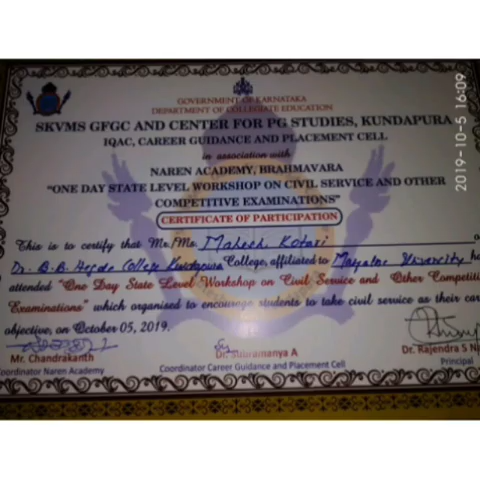 GOVERNMENT OF KARNATAKA
DEPARTMENT OF COLLEGIATE EDUCATION
SKVMS GFGC AND CENTER FOR PG STUDIES, KUNDAPURA
IQAC, CAREER GUIDANCE AND PLACEMENT CELL
in association with
NAREN ACADEMY, BRAHMAVARA
"ONE DAY STATE LEVEL WORKSHOP ON CIVIL SERVICE AND OTHER
COMPETITIVE EXAMINATIONS"
CERTIFICATE OF PARTICIPATION
This is to certify that Mr/Ms. Mahesh Kotari
Dr. B.B. Hegde College Kundapura College, affiliated to University ha
attended "One Day State Level Workshop on Civil Service and Other Competiti
Examinations" which organised to encourage students to take civil service as their car
objective, on October 05, 2019.
Mr. Chandrakanth
Coordinator Naren Academy
Dr. Subramanya A
Coordinator Career Guidance and Placement Cell
Dr. Rajendra S Na
Principal
2019-10-5 16:09